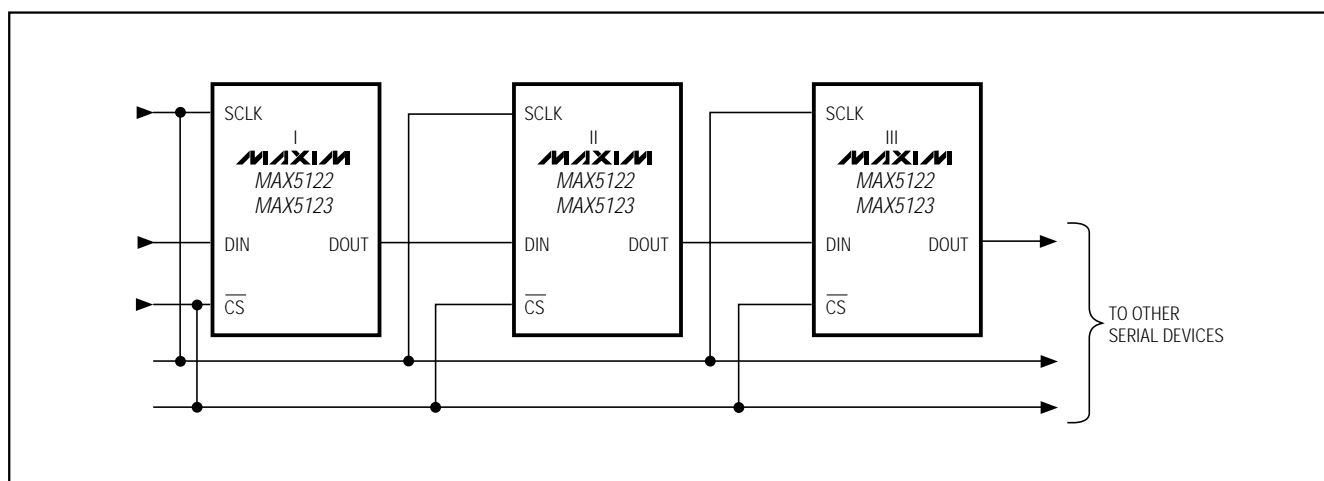 SCLK
I
MAXIM
MAX5122
MAX5123
DIN DOUT
CS
SCLK
II
MAXIM
MAX5122
MAX5123
DIN DOUT
CS
SCLK
III
MAXIM
MAX5122
MAX5123
DIN DOUT
CS
TO OTHER
SERIAL DEVICES